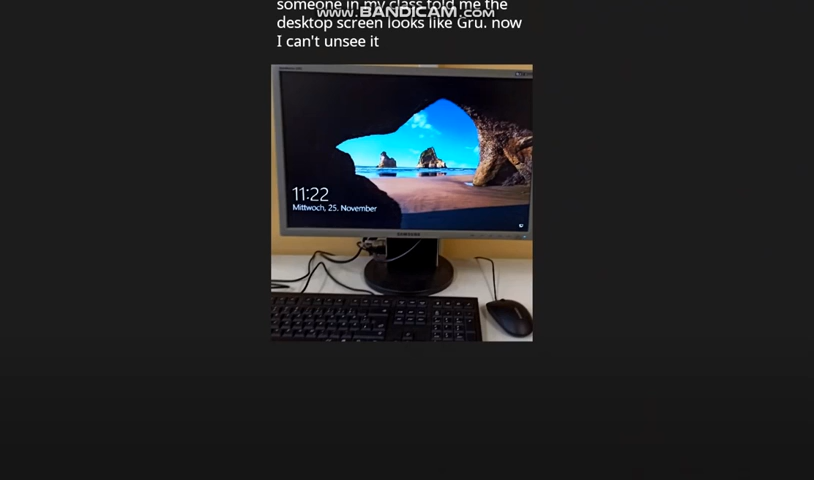 someone in my class told me the
www.BANDICAM.com
desktop screen looks like Gru. now
I can't unsee it
11:22
Mittwoch, 25. November
SAMSUNG